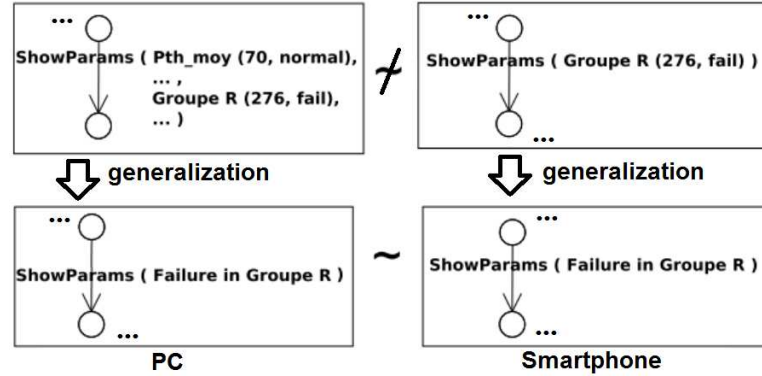 ...
ShowParams ( Pth_moy (70, normal),
... ,
Groupe R (276, fail),
... )
≁
...
ShowParams ( Groupe R (276, fail) )
...
generalization
generalization
...
ShowParams ( Failure in Groupe R )
...
~
...
ShowParams ( Failure in Groupe R )
...
PC
Smartphone